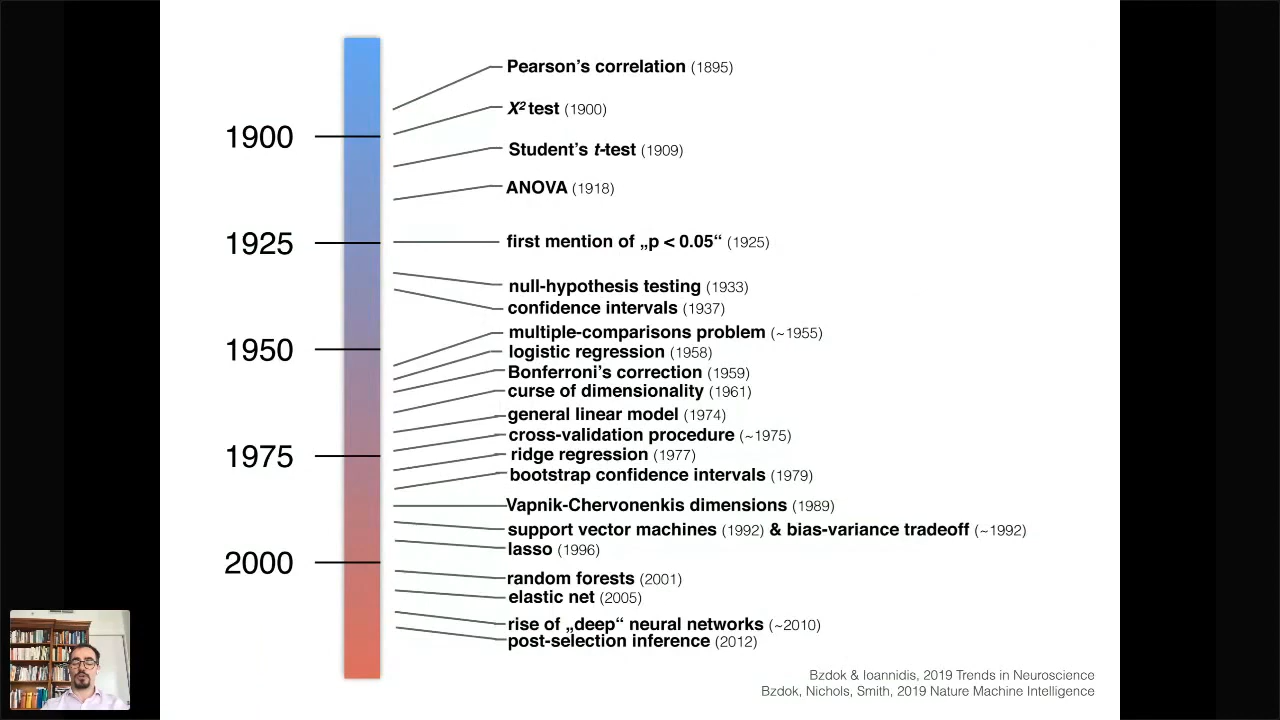 Pearson's correlation (1895)
X² test (1900)
1900
Student's t-test (1909)
ANOVA (1918)
1925
first mention of „p < 0.05“ (1925)
null-hypothesis testing (1933)
confidence intervals (1937)
multiple-comparisons problem (~1955)
1950
logistic regression (1958)
Bonferroni's correction (1959)
curse of dimensionality (1961)
general linear model (1974)
cross-validation procedure (~1975)
1975
ridge regression (1977)
bootstrap confidence intervals (1979)
Vapnik-Chervonenkis dimensions (1989)
support vector machines (1992) & bias-variance tradeoff (~1992)
lasso (1996)
2000
random forests (2001)
elastic net (2005)
rise of „deep“ neural networks (~2010)
post-selection inference (2012)
Bzdok & Ioannidis, 2019 Trends in Neuroscience
Bzdok, Nichols, Smith, 2019 Nature Machine Intelligence